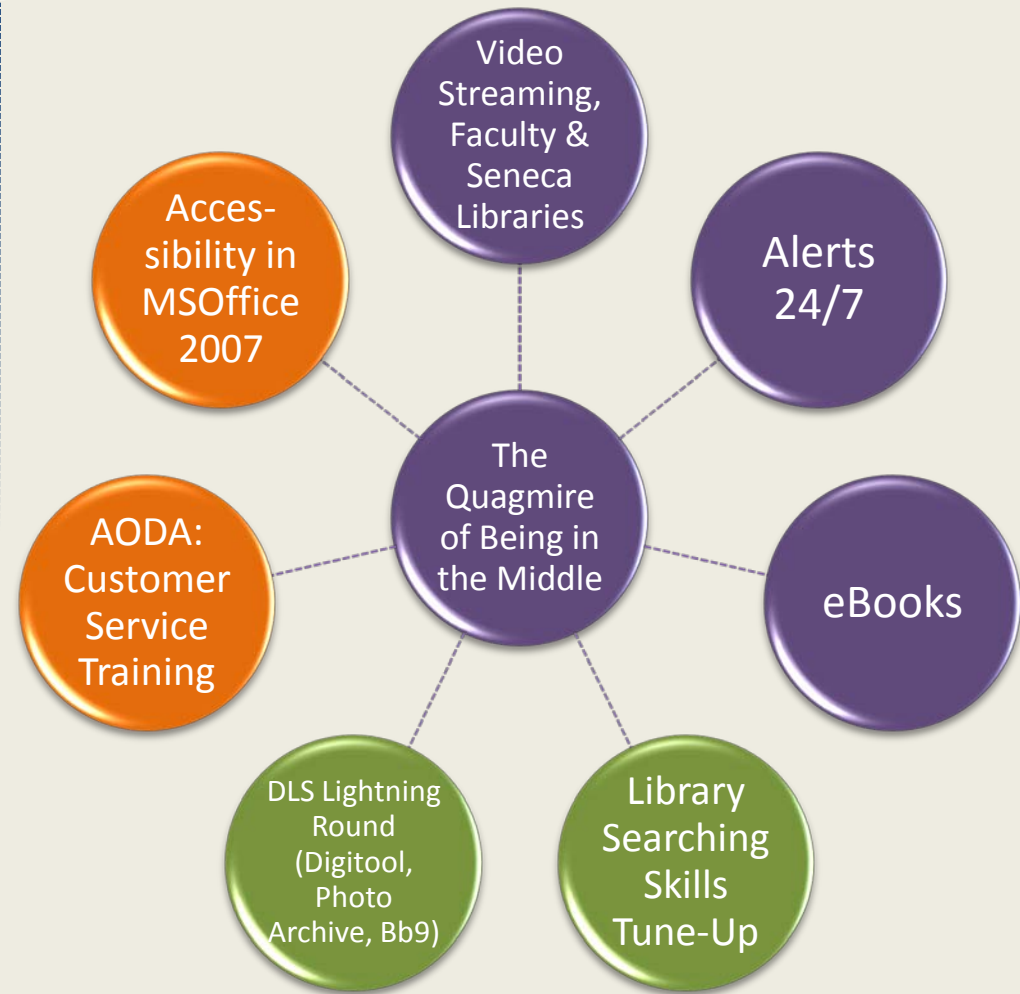 Video
Streaming,
Faculty &
Seneca
Libraries
Acces-
sibility in
MSOffice
2007
Alerts
24/7
The
Quagmire
of Being in
the Middle
AODA:
Customer
Service
Training
eBooks
DLS Lightning
Round
(Digitool,
Photo
Archive, Bb9)
Library
Searching
Skills
Tune-Up